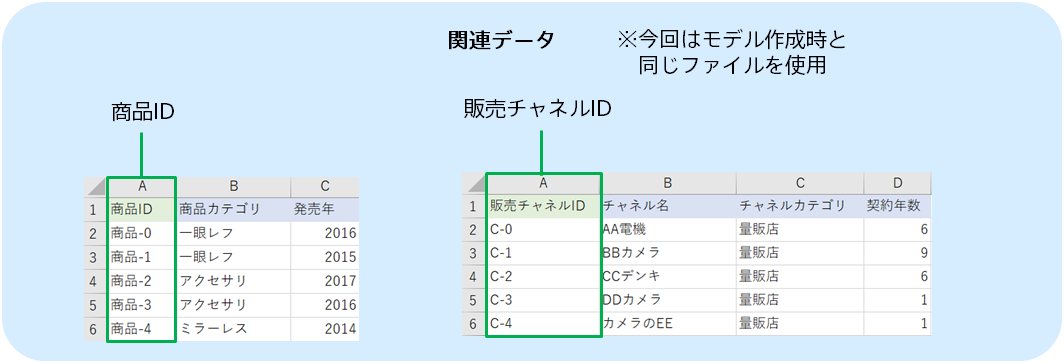 関連データ
※今回はモデル作成時と
同じファイルを使用
商品ID
A B C
1 商品ID 商品カテゴリ 発売年
2 商品-0 一眼レフ 2016
3 商品-1 一眼レフ 2015
4 商品-2 アクセサリ 2017
5 商品-3 アクセサリ 2016
6 商品-4 ミラーレス 2014
販売チャネルID
A B C D
1 販売チャンネルID チャネル名 チャネルカテゴリ 契約年数
2 C-0 AA電機 量販店 6
3 C-1 BBカメラ 量販店 9
4 C-2 CCデンキ 量販店 6
5 C-3 DDカメラ 量販店 1
6 C-4 カメラのEE 量販店 1